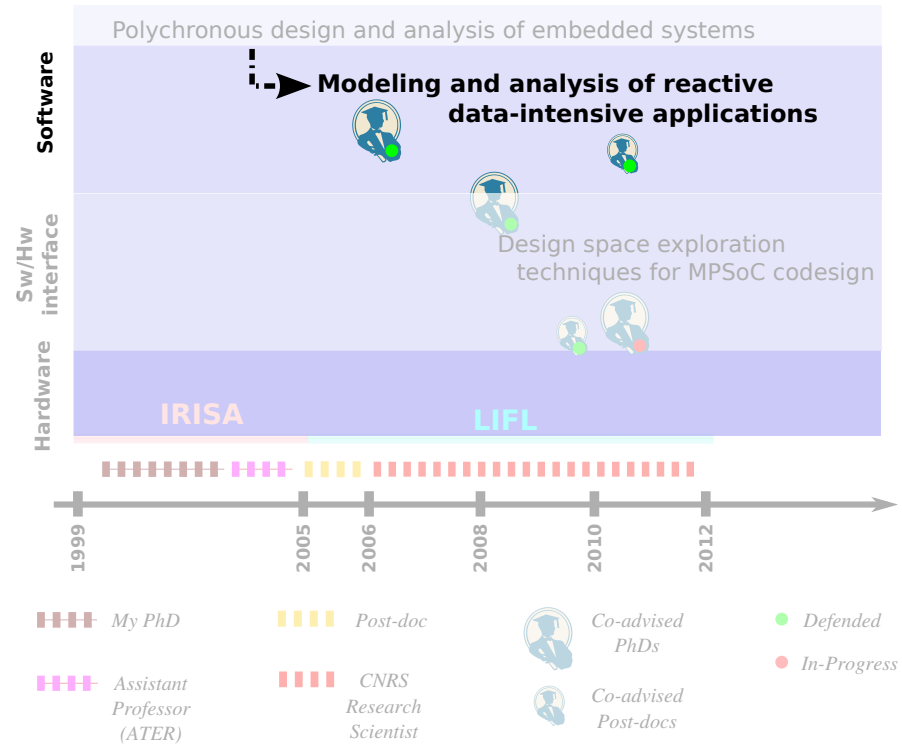 Polychronous design and analysis of embedded systems
Modeling and analysis of reactive
data-intensive applications
Software
Design space exploration
techniques for MPSoC codesign
Sw/Hw
interface
Hardware
IRISA
LIFL
1999
2005
2006
2008
2010
2012
My PhD
Post-doc
Co-advised
PhDs
Defended
In-Progress
Assistant
Professor
(ATER)
CNRS
Research
Scientist
Co-advised
Post-docs